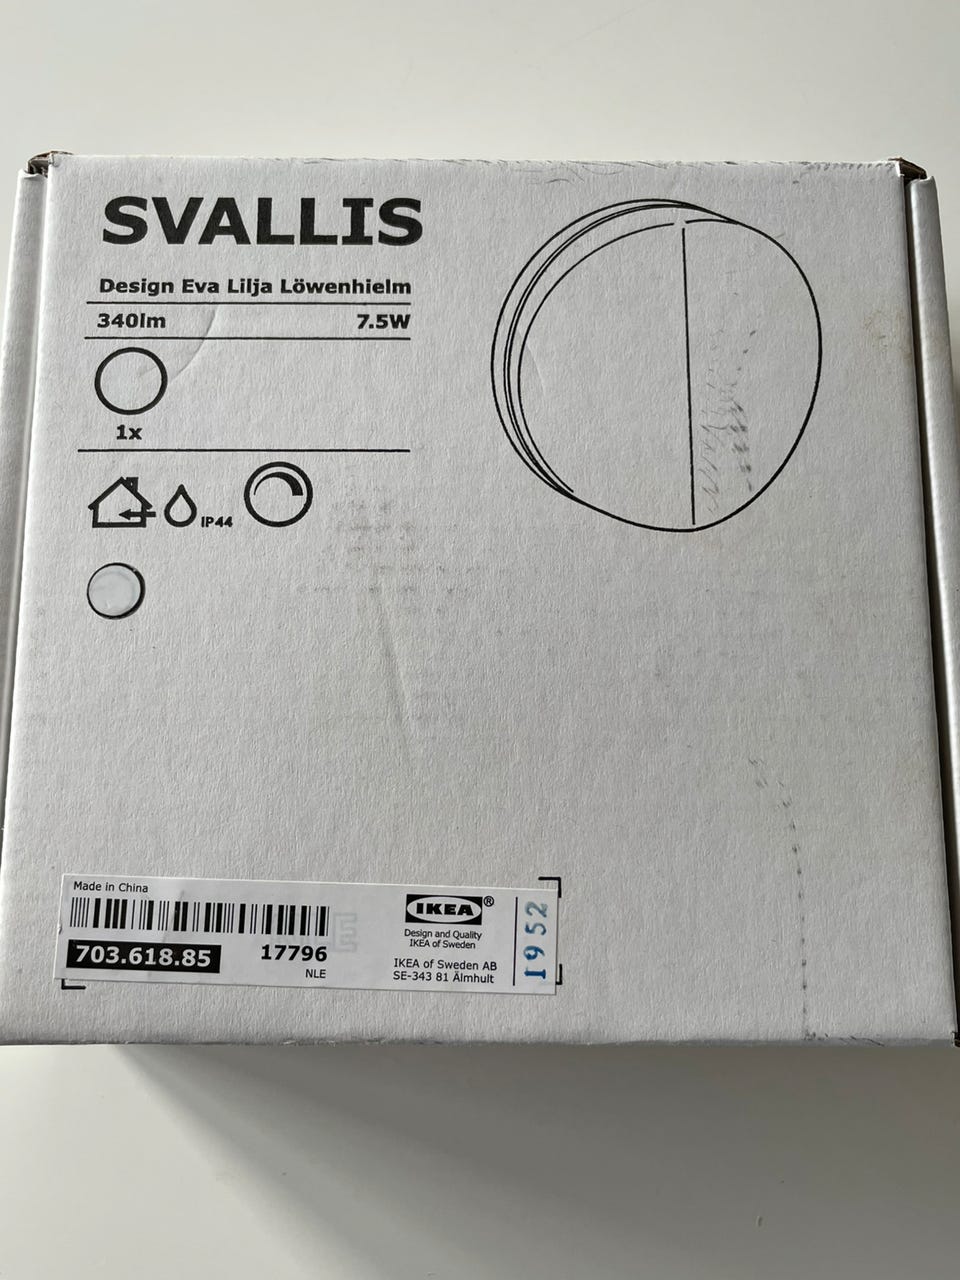 SVALLIS
Design Eva Lilja Löwenhielm
340lm 7.5W
1x
IP44
Made in China
703.618.85 17796
NLE
IKEA®
Design and Quality
IKEA of Sweden
IKEA of Sweden AB
SE-343 81 Älmhult
1952